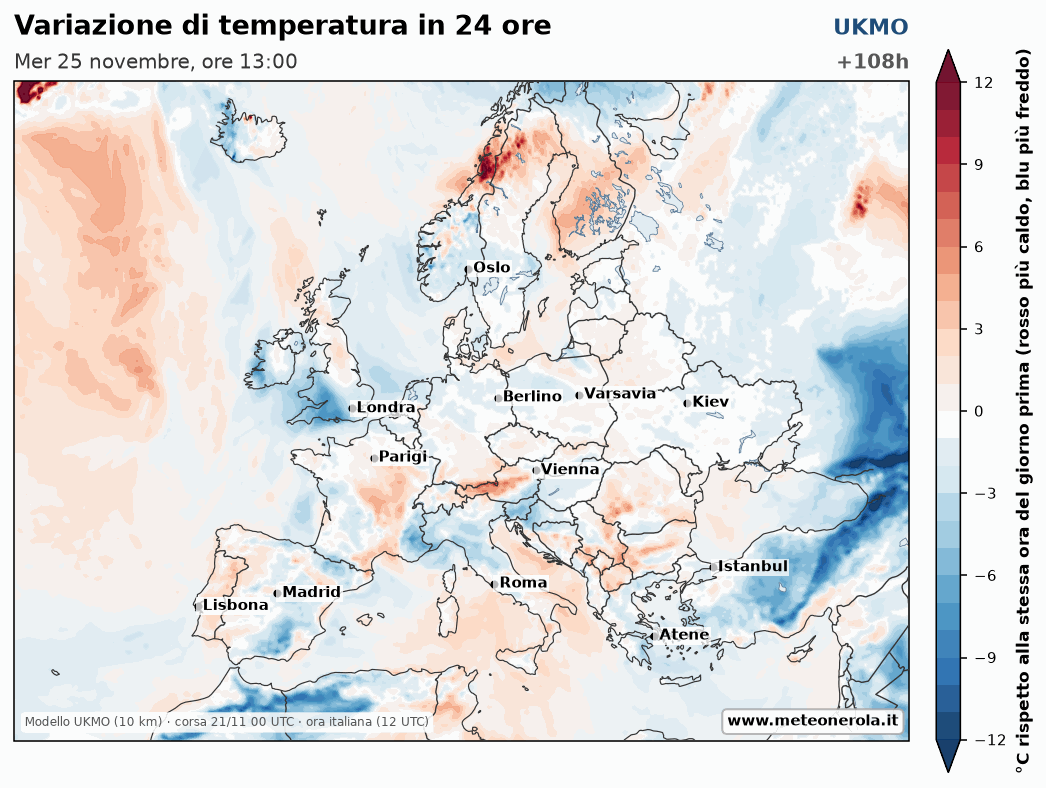 Variazione di temperatura in 24 ore
UKMO
Mer 25 novembre, ore 13:00
+108h
Oslo
Londra
Berlino
Varsavia
Kiev
Parigi
Vienna
Istanbul
Roma
Madrid
Lisbona
Atene
Modello UKMO (10 km) · corsa 21/11 00 UTC · ora italiana (12 UTC)
www.meteonerola.it
12
9
6
3
0
−3
−6
−9
−12
°C rispetto alla stessa ora del giorno prima (rosso più caldo, blu più freddo)